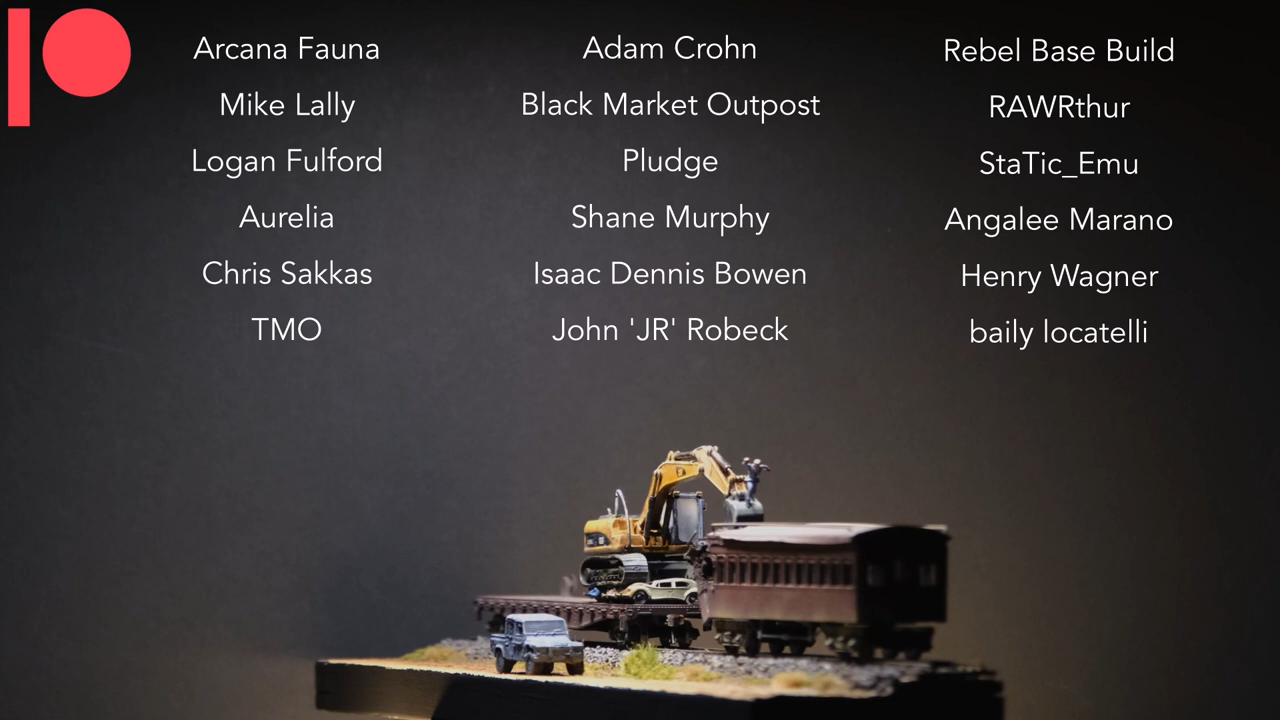 Arcana Fauna
Mike Lally
Logan Fulford
Aurelia
Chris Sakkas
TMO
Adam Crohn
Black Market Outpost
Pludge
Shane Murphy
Isaac Dennis Bowen
John 'JR' Robeck
Rebel Base Build
RAWRthur
StaTic_Emu
Angalee Marano
Henry Wagner
baily locatelli